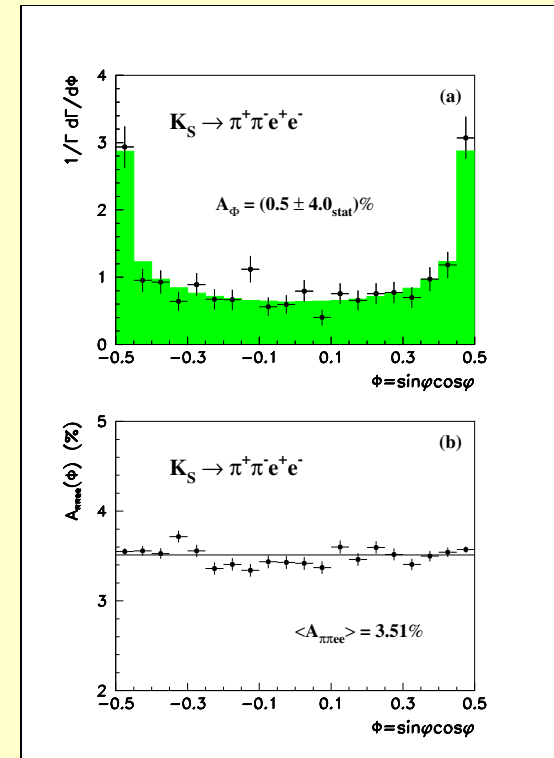 (a)
K_S → π⁺π⁻e⁺e⁻
A_Φ = (0.5 ± 4.0_stat)%
1/Γ dΓ/dΦ
4
3
2
1
0
−0.5 −0.3 −0.1 0.1 0.3 0.5
Φ=sinφcosφ
(b)
K_S → π⁺π⁻e⁺e⁻
<A_ππee> = 3.51%
A_ππee(Φ) (%)
5
4
3
2
−0.5 −0.3 −0.1 0.1 0.3 0.5
Φ=sinφcosφ